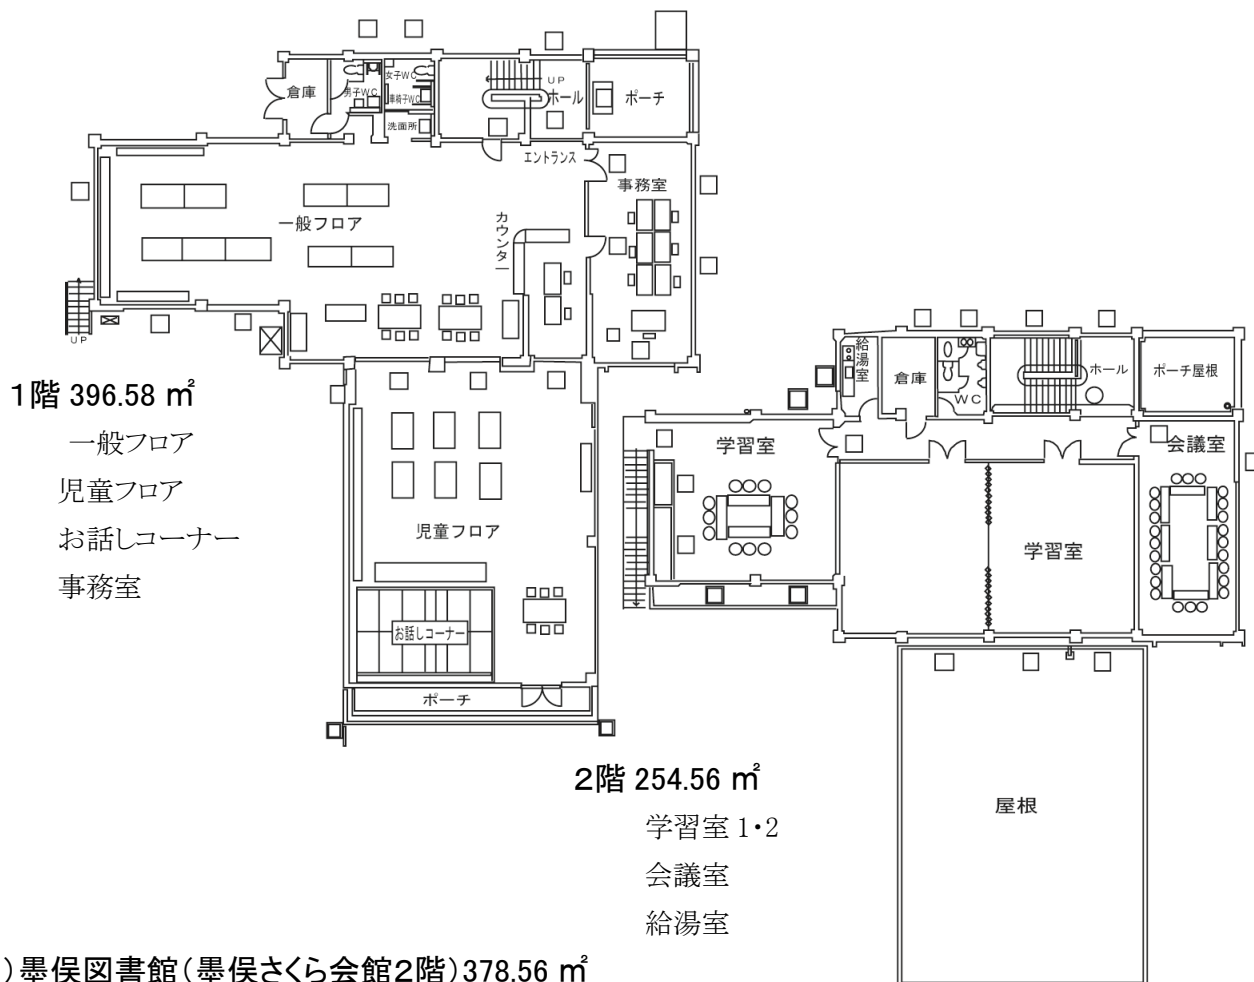 倉庫
男子WC
女子WC
車椅子WC
洗面所
UP
ホール
ポーチ
エントランス
事務室
一般フロア
カウンター
UP
1階 396.58 ㎡
一般フロア
児童フロア
お話しコーナー
事務室
児童フロア
お話しコーナー
ポーチ
給湯室
倉庫
WC
ホール
ポーチ屋根
学習室
会議室
学習室
屋根
2階 254.56 ㎡
学習室 1・2
会議室
給湯室
)墨俣図書館(墨俣さくら会館2階)378.56 ㎡